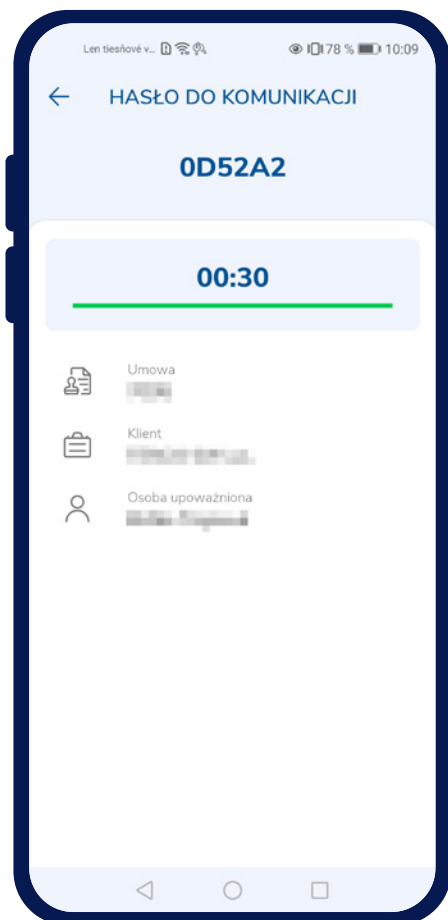 Len tiesňové v... 78 % 10:09
HASŁO DO KOMUNIKACJI
0D52A2
00:30
Umowa
Klient
Osoba upoważniona